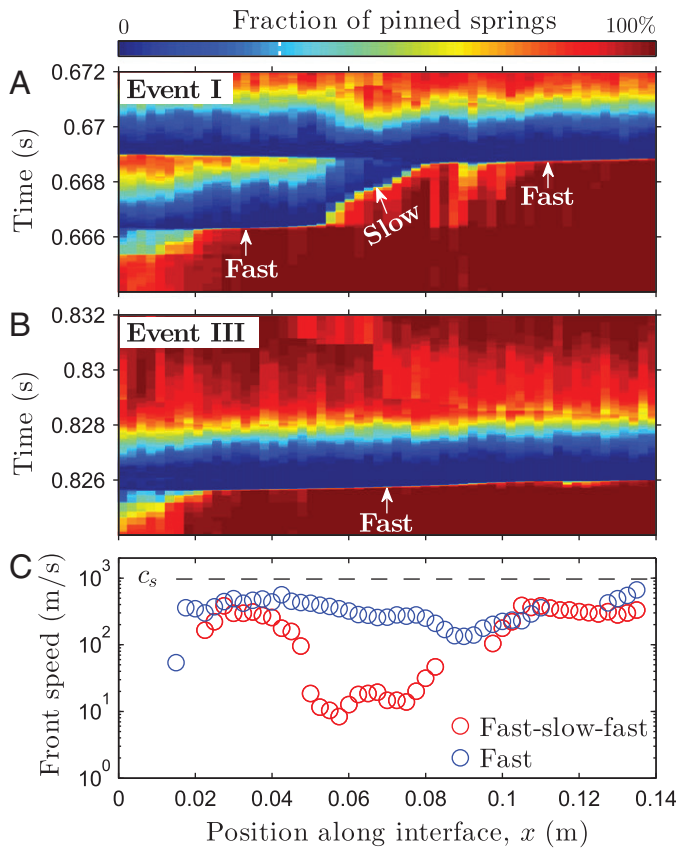 Fraction of pinned springs
0 100%
A
Event I
0.672
0.67
0.668
0.666
Time (s)
Fast
Slow
Fast
B
Event III
0.832
0.83
0.828
0.826
Time (s)
Fast
C
c_s
10^3
10^2
10^1
10^0
Front speed (m/s)
Fast-slow-fast
Fast
0 0.02 0.04 0.06 0.08 0.1 0.12 0.14
Position along interface, x (m)